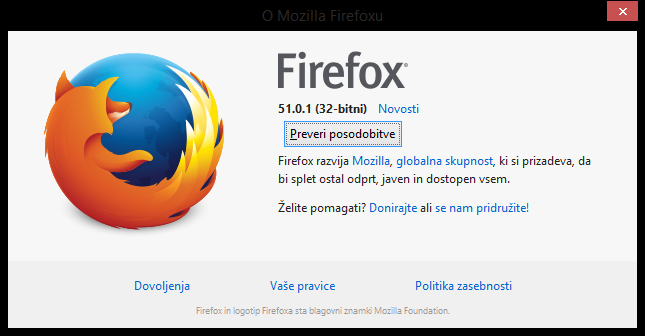 O Mozilla Firefoxu
Firefox®
51.0.1 (32-bitni) Novosti
Preveri posodobitve
Firefox razvija Mozilla, globalna skupnost, ki si prizadeva, da
bi splet ostal odprt, javen in dostopen vsem.
Želite pomagati? Donirajte ali se nam pridružite!
Dovoljenja Vaše pravice Politika zasebnosti
Firefox in logotip Firefoxa sta blagovni znamki Mozilla Foundation.